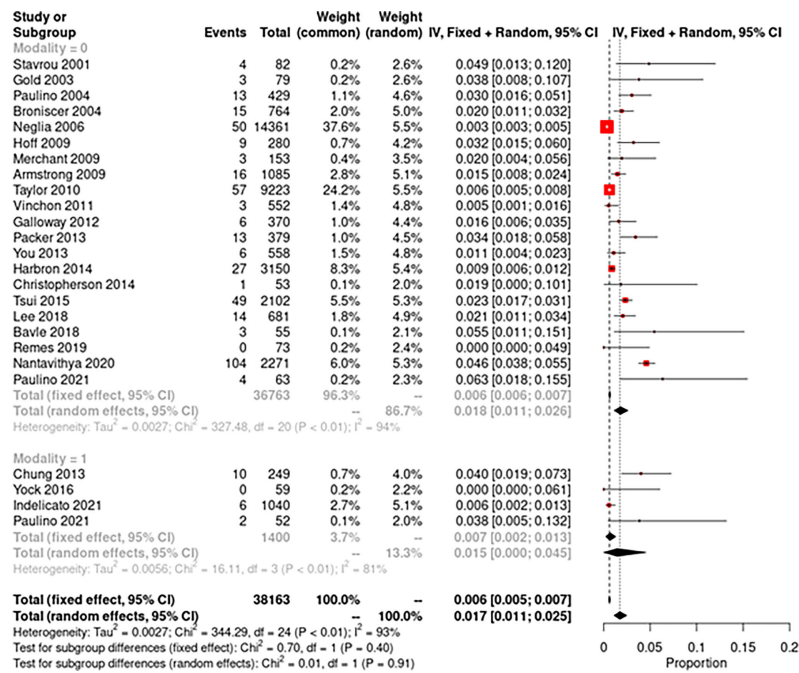 Study or Weight Weight
Subgroup Events Total (common) (random) IV, Fixed + Random, 95% CI IV, Fixed + Random, 95% CI
Modality = 0
Stavrou 2001 4 82 0.2% 2.6% 0.049 [0.013; 0.120]
Gold 2003 3 79 0.2% 2.6% 0.038 [0.008; 0.107]
Paulino 2004 13 429 1.1% 4.6% 0.030 [0.016; 0.051]
Broniscer 2004 15 764 2.0% 5.0% 0.020 [0.011; 0.032]
Neglia 2006 50 14361 37.6% 5.5% 0.003 [0.003; 0.005]
Hoff 2009 9 280 0.7% 4.2% 0.032 [0.015; 0.060]
Merchant 2009 3 153 0.4% 3.5% 0.020 [0.004; 0.056]
Armstrong 2009 16 1085 2.8% 5.1% 0.015 [0.008; 0.024]
Taylor 2010 57 9223 24.2% 5.5% 0.006 [0.005; 0.008]
Vinchon 2011 3 552 1.4% 4.8% 0.005 [0.001; 0.016]
Galloway 2012 6 370 1.0% 4.4% 0.016 [0.006; 0.035]
Packer 2013 13 379 1.0% 4.5% 0.034 [0.018; 0.058]
You 2013 6 558 1.5% 4.8% 0.011 [0.004; 0.023]
Harbron 2014 27 3150 8.3% 5.4% 0.009 [0.006; 0.012]
Christopherson 2014 1 53 0.1% 2.0% 0.019 [0.000; 0.101]
Tsui 2015 49 2102 5.5% 5.3% 0.023 [0.017; 0.031]
Lee 2018 14 681 1.8% 4.9% 0.021 [0.011; 0.034]
Bavle 2018 3 55 0.1% 2.1% 0.055 [0.011; 0.151]
Remes 2019 0 73 0.2% 2.4% 0.000 [0.000; 0.049]
Nantavithya 2020 104 2271 6.0% 5.3% 0.046 [0.038; 0.055]
Paulino 2021 4 63 0.2% 2.3% 0.063 [0.018; 0.155]
Total (fixed effect, 95% CI) 36763 96.3% -- 0.006 [0.006; 0.007]
Total (random effects, 95% CI) -- 86.7% 0.018 [0.011; 0.026]
Heterogeneity: Tau² = 0.0027; Chi² = 327.48, df = 20 (P < 0.01); I² = 94%
Modality = 1
Chung 2013 10 249 0.7% 4.0% 0.040 [0.019; 0.073]
Yock 2016 0 59 0.2% 2.2% 0.000 [0.000; 0.061]
Indelicato 2021 6 1040 2.7% 5.1% 0.006 [0.002; 0.013]
Paulino 2021 2 52 0.1% 2.0% 0.038 [0.005; 0.132]
Total (fixed effect, 95% CI) 1400 3.7% -- 0.007 [0.002; 0.013]
Total (random effects, 95% CI) -- 13.3% 0.015 [0.000; 0.045]
Heterogeneity: Tau² = 0.0056; Chi² = 16.11, df = 3 (P < 0.01); I² = 81%
Total (fixed effect, 95% CI) 38163 100.0% -- 0.006 [0.005; 0.007]
Total (random effects, 95% CI) -- 100.0% 0.017 [0.011; 0.025]
Heterogeneity: Tau² = 0.0027; Chi² = 344.29, df = 24 (P < 0.01); I² = 93%
Test for subgroup differences (fixed effect): Chi² = 0.70, df = 1 (P = 0.40)
Test for subgroup differences (random effects): Chi² = 0.01, df = 1 (P = 0.91)
0 0.05 0.1 0.15 0.2
Proportion